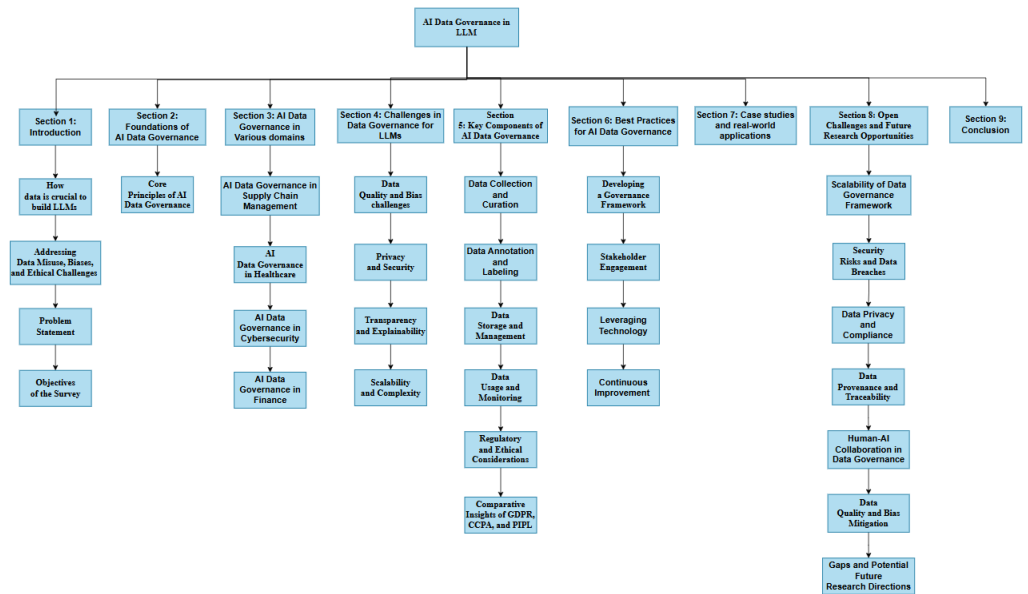 AI Data Governance in
LLM
Section 1:
Introduction
How
data is crucial to
build LLMs
Addressing
Data Misuse, Biases,
and Ethical Challenges
Problem
Statement
Objectives
of the Survey
Section 2:
Foundations of
AI Data Governance
Core
Principles of AI
Data Governance
Section 3: AI Data
Governance in
Various domains
AI Data Governance in
Supply Chain
Management
AI
Data Governance
in Healthcare
AI Data
Governance in
Cybersecurity
AI Data
Governance in
Finance
Section 4: Challenges in
Data Governance for
LLMs
Data
Quality and Bias
challenges
Privacy
and Security
Transparency
and Explainability
Scalability
and Complexity
Section
5: Key Components of
AI Data Governance
Data Collection
and
Curation
Data Annotation
and
Labeling
Data
Storage and
Management
Data
Usage and
Monitoring
Regulatory
and Ethical
Considerations
Comparative
Insights of GDPR,
CCPA, and PIPL
Section 6: Best Practices
for AI Data Governance
Developing
a Governance
Framework
Stakeholder
Engagement
Leveraging
Technology
Continuous
Improvement
Section 7: Case studies
and real-world
applications
Section 8: Open
Challenges and Future
Research Opportunities
Scalability of Data
Governance
Framework
Security
Risks and Data
Breaches
Data Privacy
and
Compliance
Data
Provenance and
Traceability
Human-AI
Collaboration in
Data Governance
Data
Quality and Bias
Mitigation
Gaps and Potential
Future
Research Directions
Section 9:
Conclusion